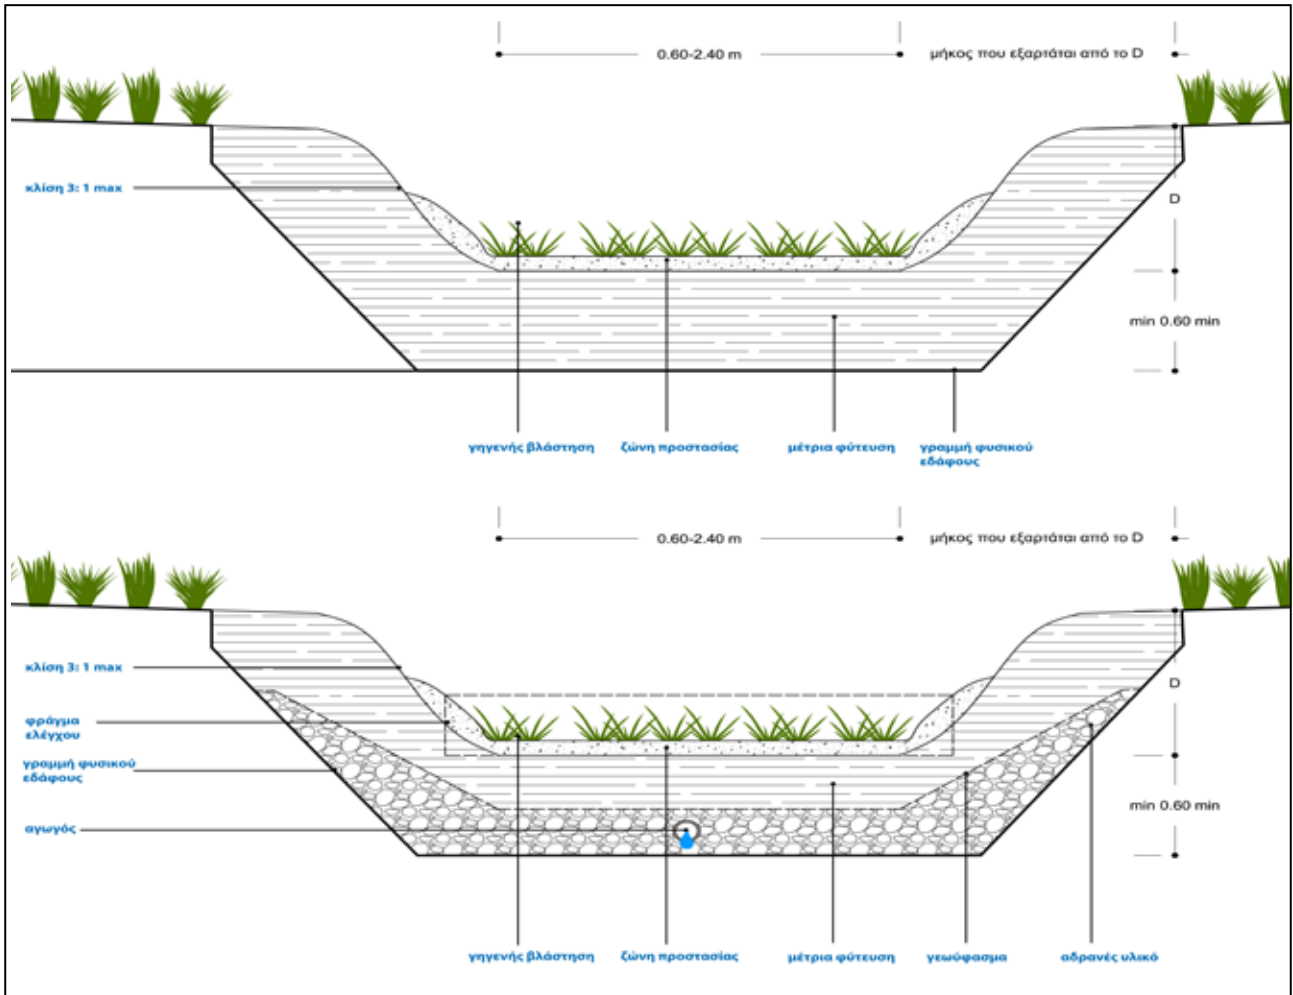 0.60-2.40 m
μήκος που εξαρτάται από το D
κλίση 3: 1 max
D
min 0.60 min
γηγενής βλάστηση
ζώνη προστασίας
μέτρια φύτευση
γραμμή φυσικού
εδάφους
0.60-2.40 m
μήκος που εξαρτάται από το D
κλίση 3: 1 max
D
φράγμα
ελέγχου
γραμμή φυσικού
εδάφους
min 0.60 min
αγωγός
γηγενής βλάστηση
ζώνη προστασίας
μέτρια φύτευση
γεωύφασμα
αδρανές υλικό